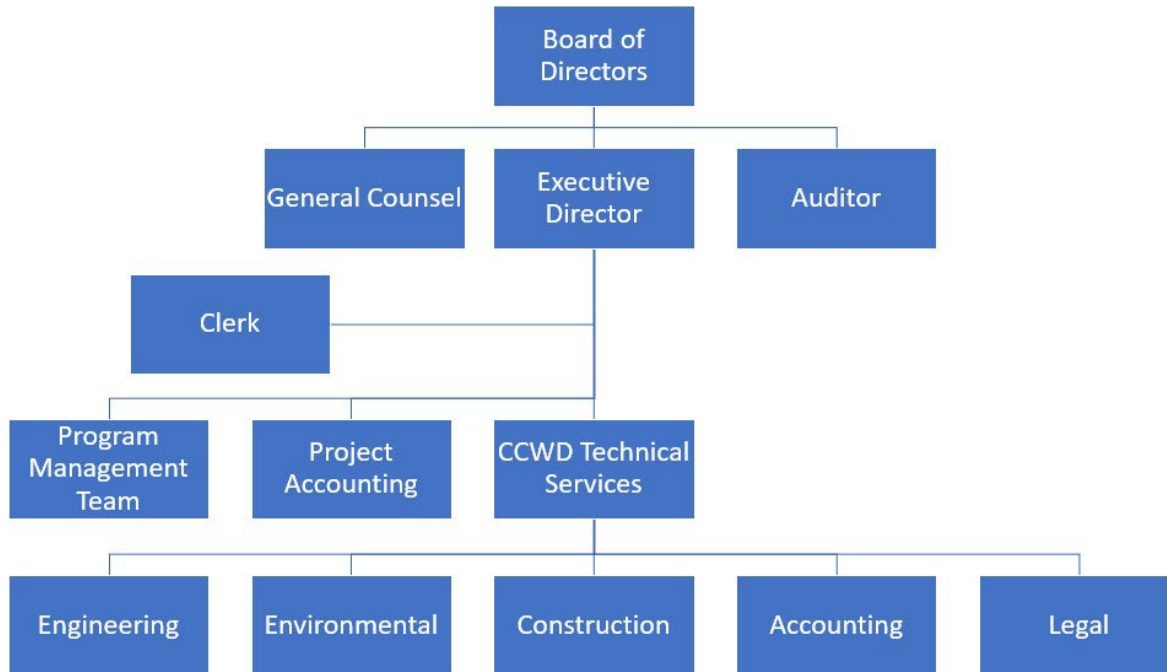 Board of
Directors
General Counsel
Executive
Director
Auditor
Clerk
Program
Management
Team
Project
Accounting
CCWD Technical
Services
Engineering
Environmental
Construction
Accounting
Legal